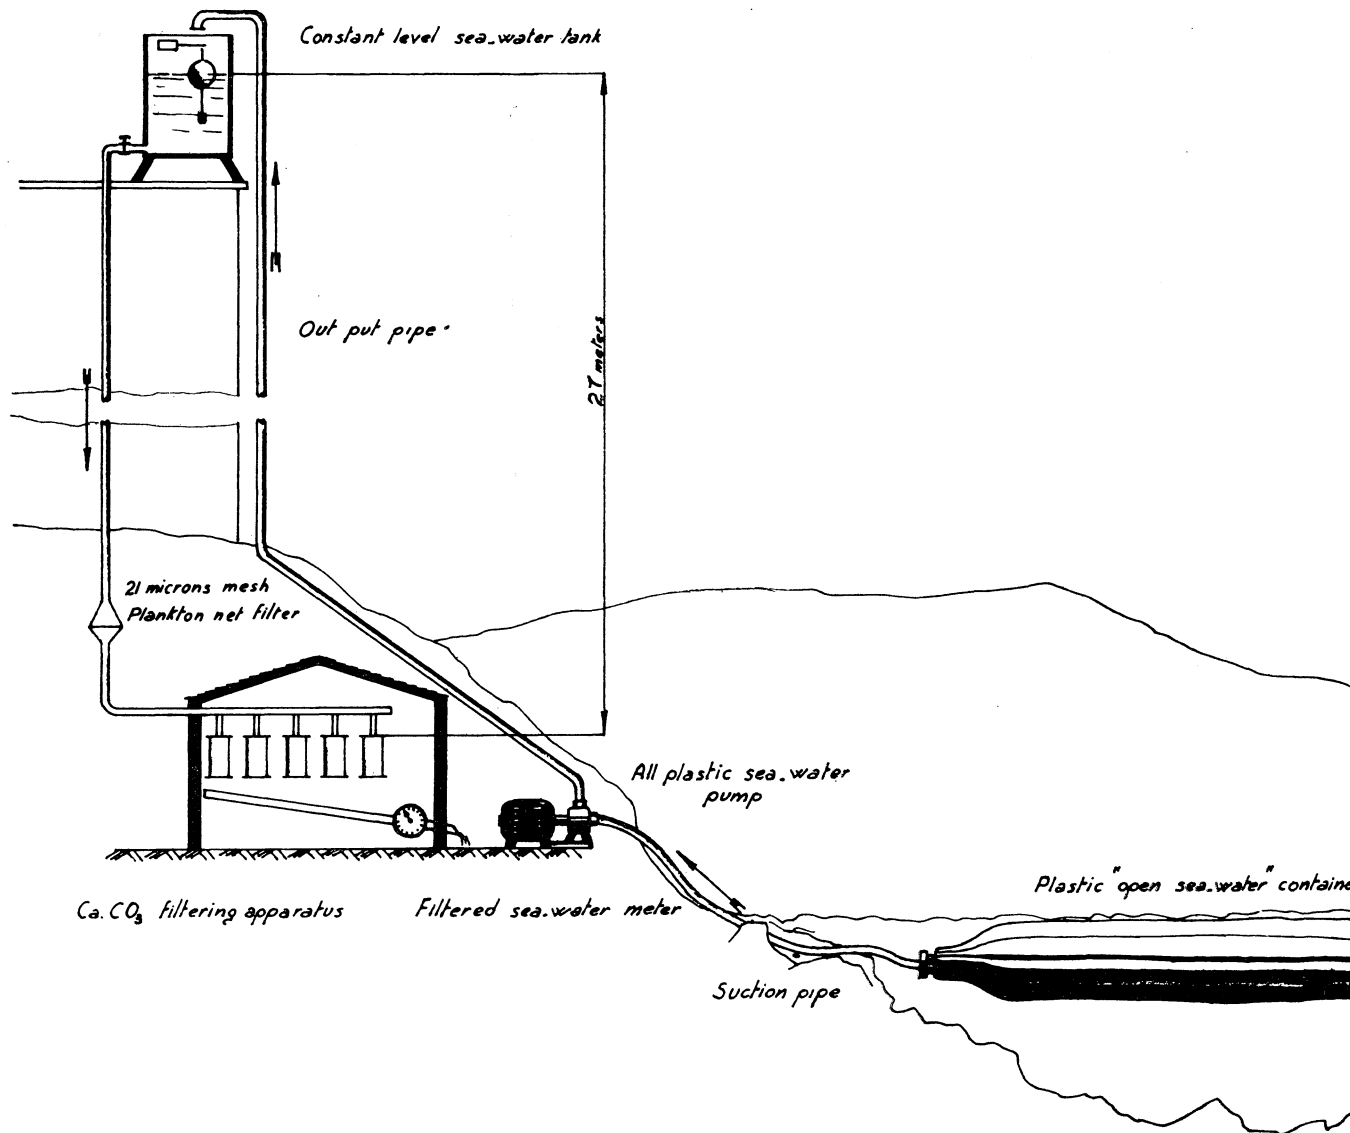 Constant level sea-water tank
Out put pipe
27 meters
21 microns mesh
Plankton net filter
All plastic sea-water
pump
Plastic "open sea-water" containe
Ca.CO3 filtering apparatus
Filtered sea-water meter
Suction pipe